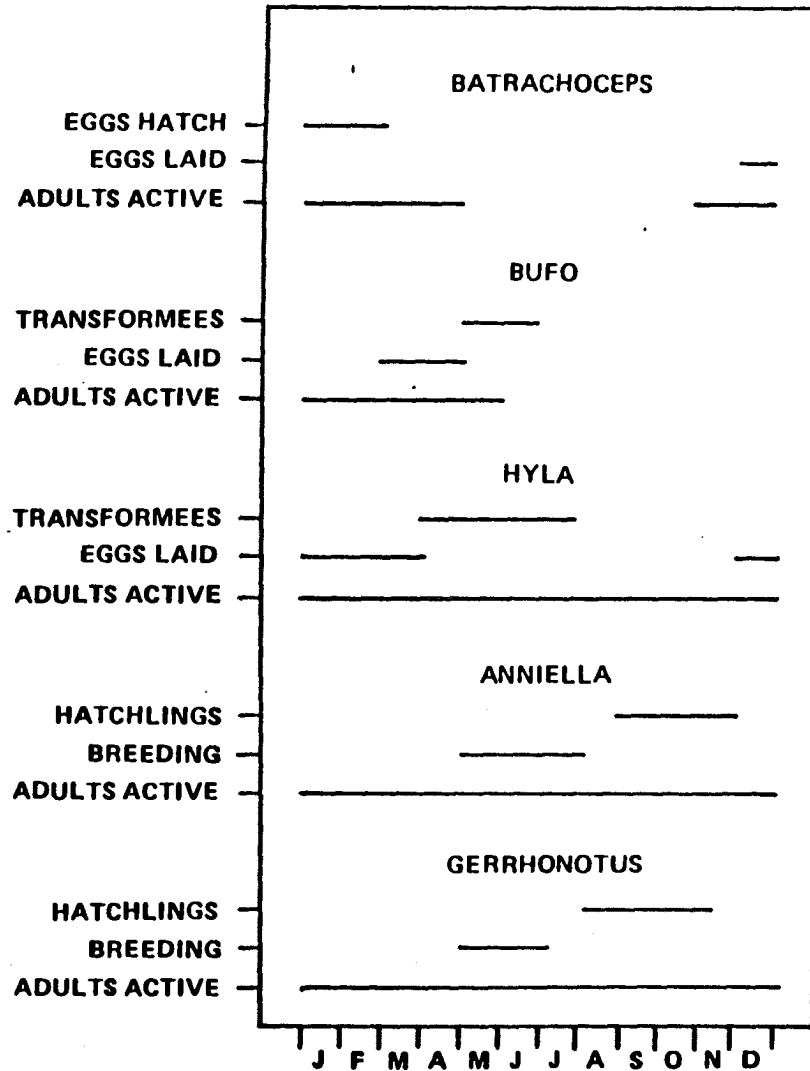 BATRACHOCEPS
EGGS HATCH
EGGS LAID
ADULTS ACTIVE
BUFO
TRANSFORMEES
EGGS LAID
ADULTS ACTIVE
HYLA
TRANSFORMEES
EGGS LAID
ADULTS ACTIVE
ANNIELLA
HATCHLINGS
BREEDING
ADULTS ACTIVE
GERRHONOTUS
HATCHLINGS
BREEDING
ADULTS ACTIVE
J F M A M J J A S O N D